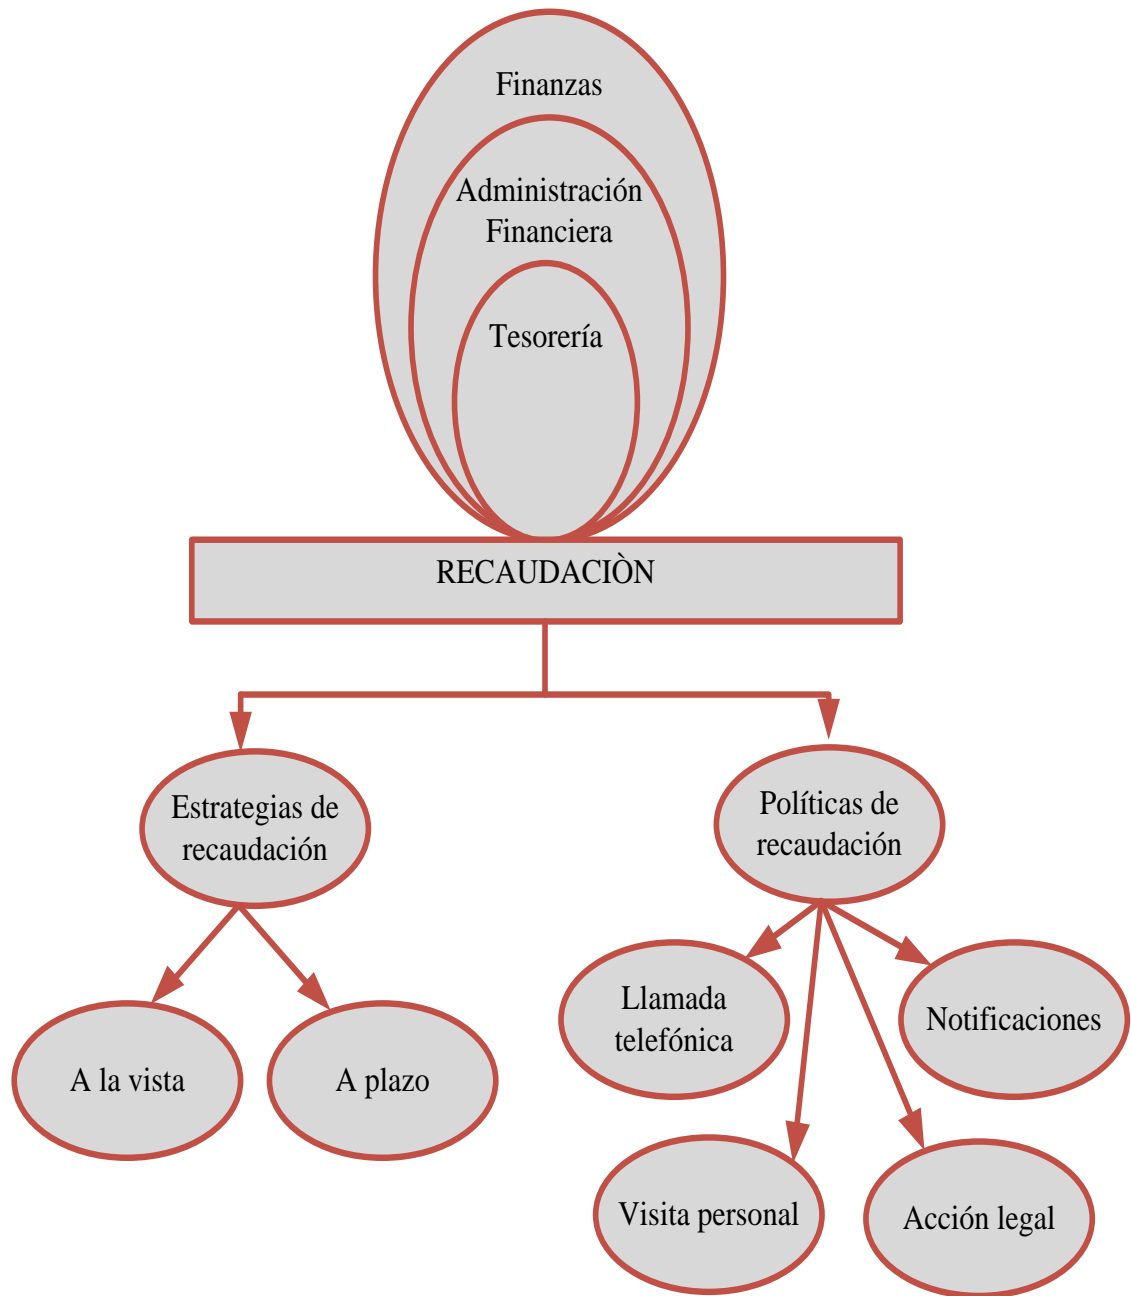 Finanzas
Administración
Financiera
Tesorería
RECAUDACIÒN
Estrategias de
recaudación
Políticas de
recaudación
A la vista
A plazo
Llamada
telefónica
Notificaciones
Visita personal
Acción legal